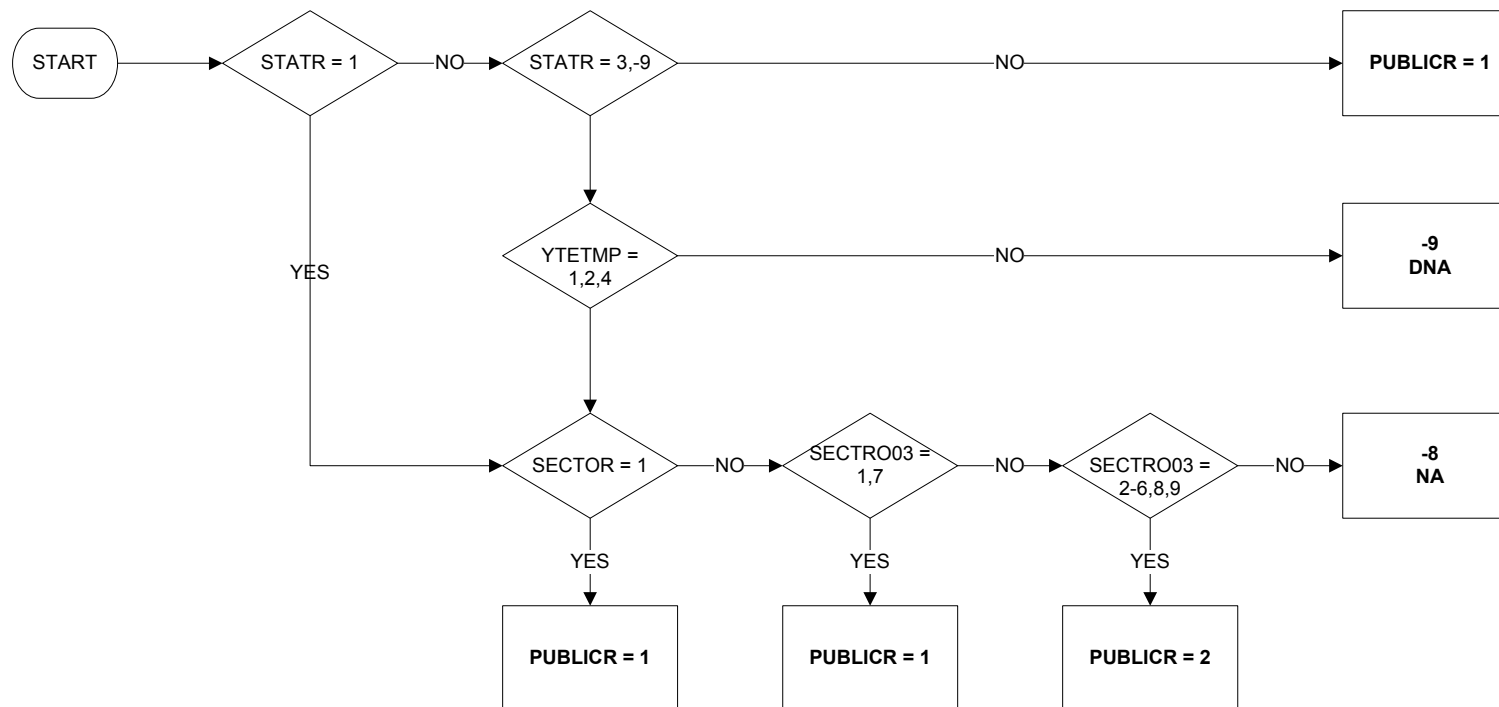 START
STATR = 1
NO
STATR = 3,-9
NO
PUBLICR = 1
YES
YTETMP =
1,2,4
NO
-9
DNA
SECTOR = 1
NO
SECTRO03 =
1,7
NO
SECTRO03 =
2-6,8,9
NO
-8
NA
YES
YES
YES
PUBLICR = 1
PUBLICR = 1
PUBLICR = 2